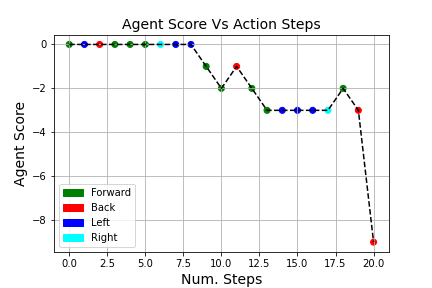 Agent Score Vs Action Steps
Agent Score
0
−2
−4
−6
−8
Forward
Back
Left
Right
0.0 2.5 5.0 7.5 10.0 12.5 15.0 17.5 20.0
Num. Steps